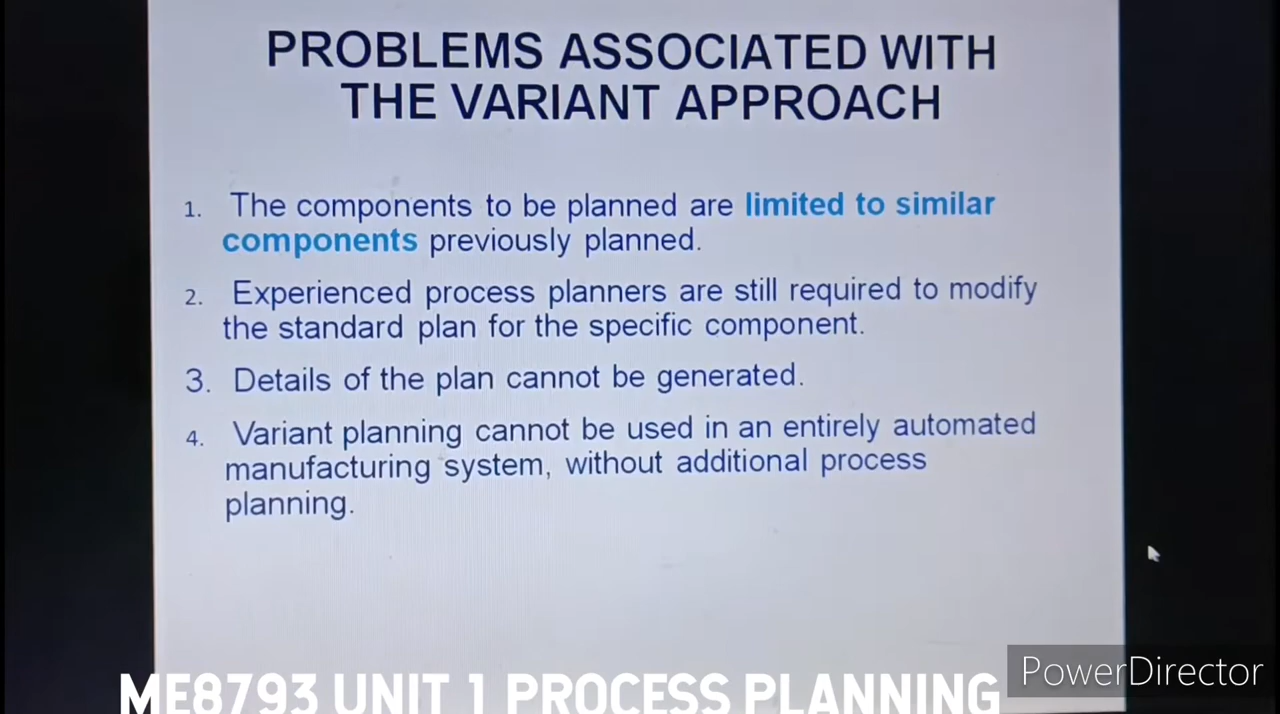 PROBLEMS ASSOCIATED WITH
THE VARIANT APPROACH
1. The components to be planned are limited to similar
components previously planned.
2. Experienced process planners are still required to modify
the standard plan for the specific component.
3. Details of the plan cannot be generated.
4. Variant planning cannot be used in an entirely automated
manufacturing system, without additional process
planning.
ME8793 UNIT 1 PROCESS PLANNING
PowerDirector